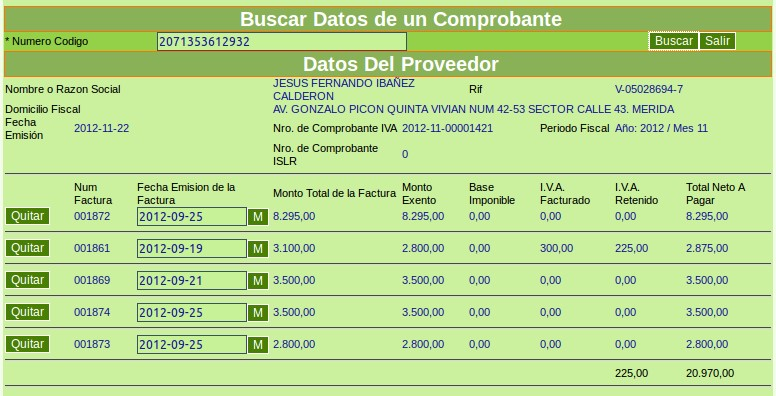 Buscar Datos de un Comprobante
* Numero Codigo 2071353612932 Buscar Salir
Datos Del Proveedor
Nombre o Razon Social JESUS FERNANDO IBAÑEZ CALDERON Rif V-05028694-7
Domicilio Fiscal AV. GONZALO PICON QUINTA VIVIAN NUM 42-53 SECTOR CALLE 43. MERIDA
Fecha Emisión 2012-11-22 Nro. de Comprobante IVA 2012-11-00001421 Periodo Fiscal Año: 2012 / Mes 11
Nro. de Comprobante ISLR 0
Num Factura Fecha Emision de la Factura Monto Total de la Factura Monto Exento Base Imponible I.V.A. Facturado I.V.A. Retenido Total Neto A Pagar
Quitar 001872 2012-09-25 M 8.295,00 8.295,00 0,00 0,00 0,00 8.295,00
Quitar 001861 2012-09-19 M 3.100,00 2.800,00 0,00 300,00 225,00 2.875,00
Quitar 001869 2012-09-21 M 3.500,00 3.500,00 0,00 0,00 0,00 3.500,00
Quitar 001874 2012-09-25 M 3.500,00 3.500,00 0,00 0,00 0,00 3.500,00
Quitar 001873 2012-09-25 M 2.800,00 2.800,00 0,00 0,00 0,00 2.800,00
225,00 20.970,00